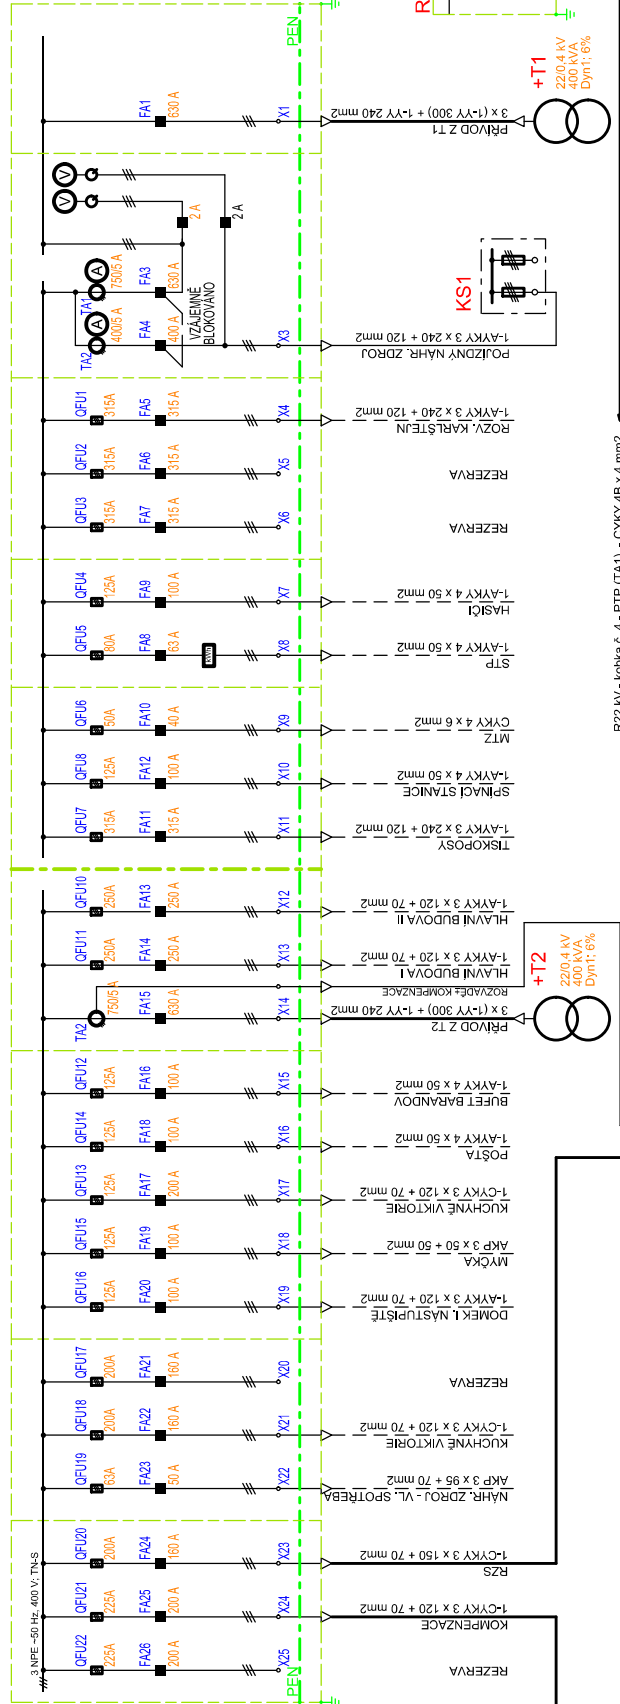 R
PEN
FA1
630 A
X1
PŘÍVOD Z T1
3 x (1-YY 300) + 1-YY 240 mm2
+T1
22/0,4 kV
400 kVA
Dyn1; 6%
V
V
2 A
2 A
A
TA1
750/5 A
FA3
630 A
A
TA2
400/5 A
FA4
400 A
VZÁJEMNĚ
BLOKOVÁNO
X3
POJÍZDNÝ NÁHR. ZDROJ
1-AYKY 3 x 240 + 120 mm2
KS1
QFU1
315A
FA5
315 A
X4
ROZV. KARLŠTEJN
1-AYKY 3 x 240 + 120 mm2
QFU2
315A
FA6
315 A
X5
REZERVA
QFU3
315A
FA7
315 A
X6
REZERVA
QFU4
125A
FA9
100 A
X7
HASIČI
1-AYKY 4 x 50 mm2
QFU5
80A
FA8
63 A
kWh
X8
STP
1-AYKY 4 x 50 mm2
R22 kV - kobka č. 4 - PTP (TA1) - CYKY 4B x 4 mm2
QFU6
50A
FA10
40 A
X9
MTZ
CYKY 4 x 6 mm2
QFU8
125A
FA12
100 A
X10
SPÍNACÍ STANICE
1-AYKY 4 x 50 mm2
QFU7
315A
FA11
315 A
X11
TISKOPOSY
1-AYKY 3 x 240 + 120 mm2
QFU10
250A
FA13
250 A
X12
HLAVNÍ BUDOVA II
1-AYKY 3 x 120 + 70 mm2
QFU11
250A
FA14
250 A
X13
HLAVNÍ BUDOVA I
1-AYKY 3 x 120 + 70 mm2
ROZVADĚČ KOMPENZACE
TA2
750/5 A
FA15
630 A
X14
PŘÍVOD Z T2
3 x (1-YY 300) + 1-YY 240 mm2
+T2
22/0,4 kV
400 kVA
Dyn1; 6%
QFU12
125A
FA16
100 A
X15
BUFET BARANDOV
1-AYKY 4 x 50 mm2
QFU14
125A
FA18
100 A
X16
POŠTA
1-AYKY 4 x 50 mm2
QFU13
125A
FA17
200 A
X17
KUCHYNĚ VIKTORIE
1-CYKY 3 x 120 + 70 mm2
QFU15
125A
FA19
100 A
X18
MYČKA
AKP 3 x 50 + 50 mm2
QFU16
125A
FA20
100 A
X19
DOMEK I. NÁSTUPIŠTĚ
1-AYKY 3 x 120 + 70 mm2
QFU17
200A
FA21
160 A
X20
REZERVA
QFU18
200A
FA22
160 A
X21
KUCHYNĚ VIKTORIE
1-CYKY 3 x 120 + 70 mm2
QFU19
63A
FA23
50 A
X22
NÁHR. ZDROJ - VL. SPOTŘEBA
AKP 3 x 95 + 70 mm2
3 NPE ~50 Hz, 400 V; TN-S
QFU20
200A
FA24
160 A
X23
RZS
1-CYKY 3 x 150 + 70 mm2
QFU21
225A
FA25
200 A
X24
KOMPENZACE
1-CYKY 3 x 120 + 70 mm2
QFU22
225A
FA26
200 A
X25
REZERVA
PEN